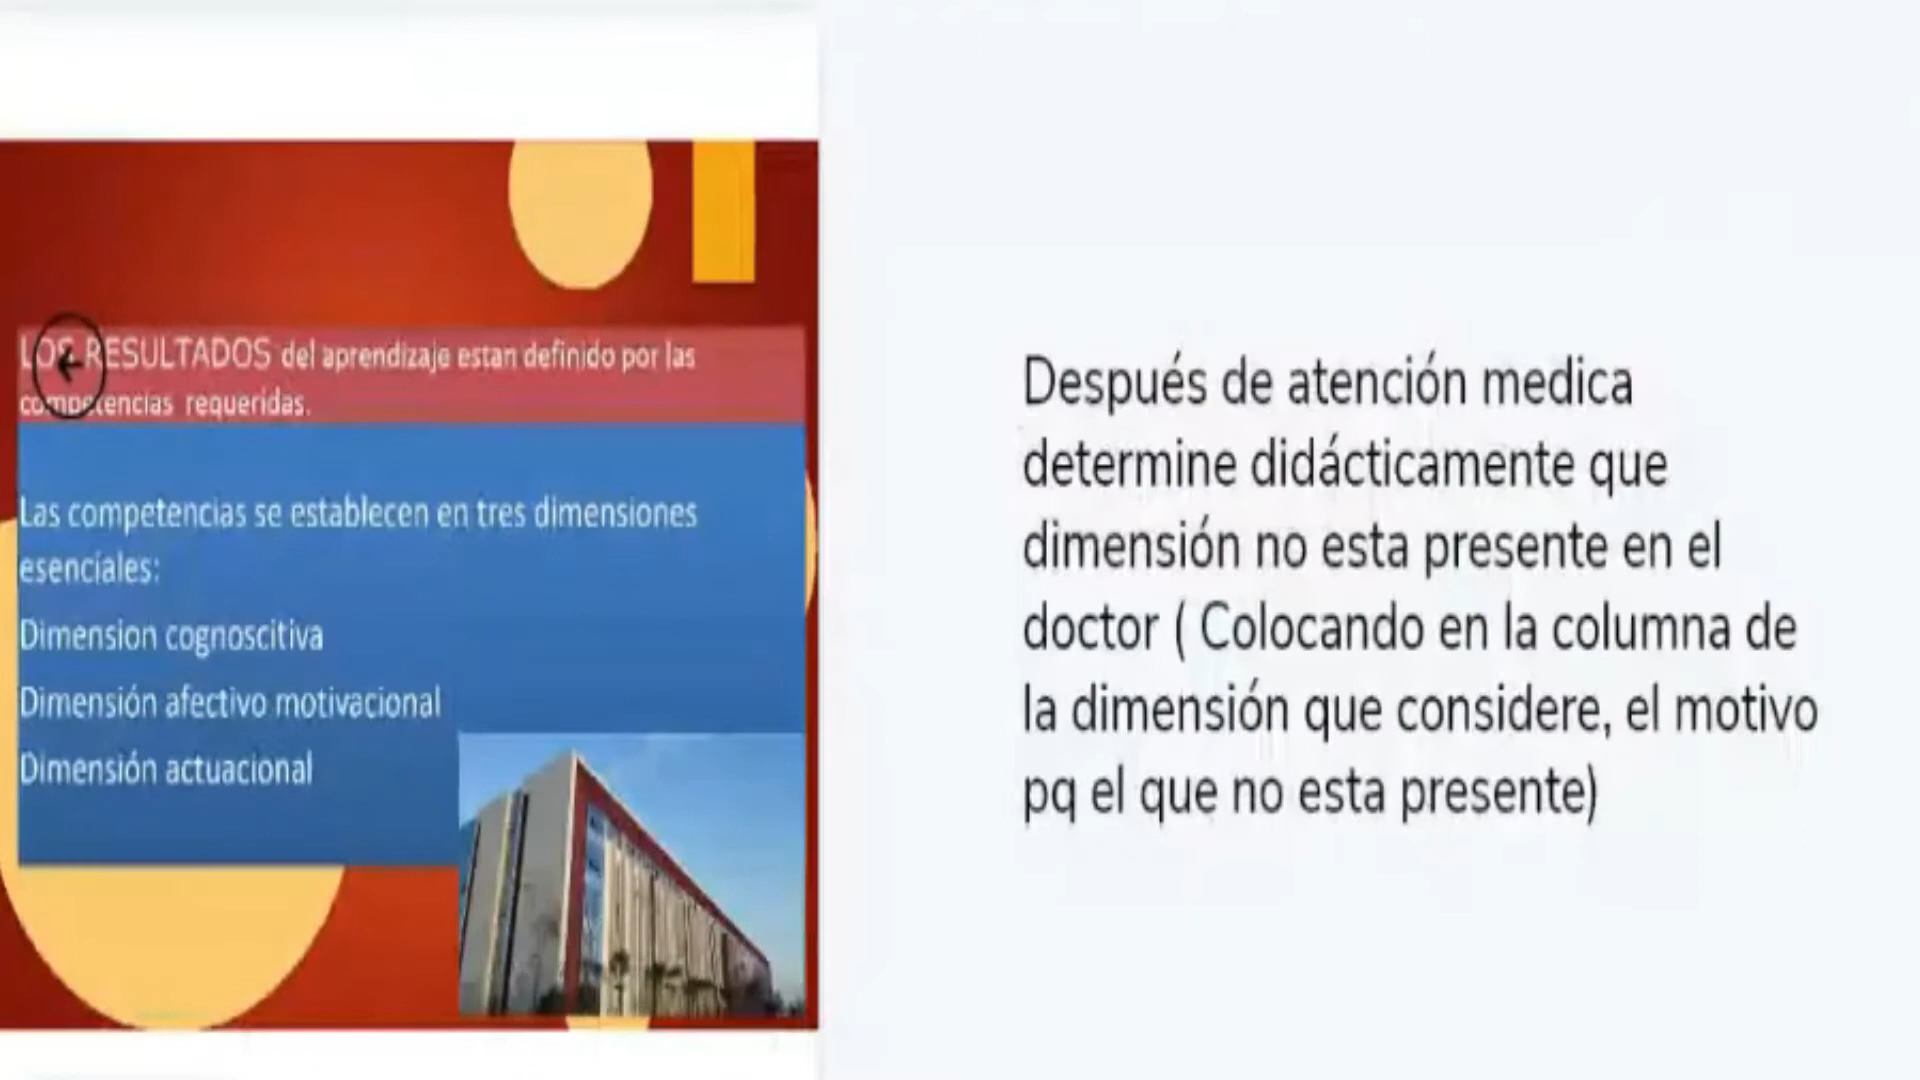 LOS RESULTADOS del aprendizaje estan definido por las
competencias requeridas.
Las competencias se establecen en tres dimensiones
esencíales:
Dimension cognoscitiva
Dimensión afectivo motivacional
Dimensión actuacional
Después de atención medica
determine didácticamente que
dimensión no esta presente en el
doctor ( Colocando en la columna de
la dimensión que considere, el motivo
pq el que no esta presente)